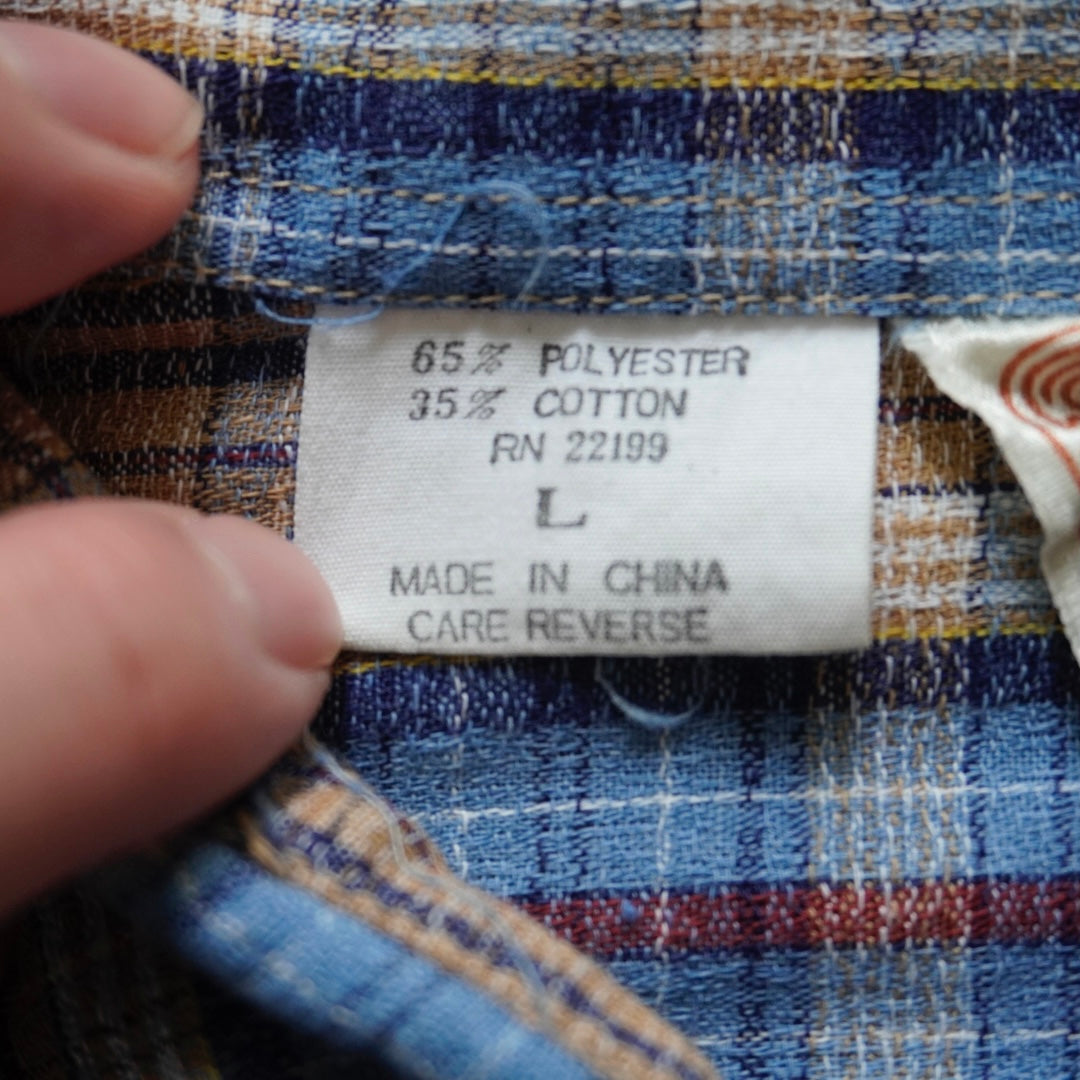 65% POLYESTER
35% COTTON
RN 22199
L
MADE IN CHINA
CARE REVERSE